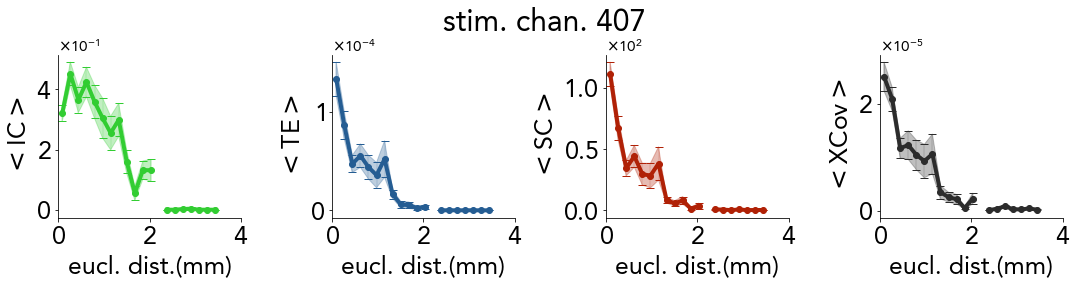 stim. chan. 407
×10⁻¹
×10⁻⁴
×10²
×10⁻⁵
< IC >
4
2
0
0 2 4
eucl. dist.(mm)
< TE >
1
0
0 2 4
eucl. dist.(mm)
< SC >
1.0
0.5
0.0
0 2 4
eucl. dist.(mm)
< XCov >
2
0
0 2 4
eucl. dist.(mm)